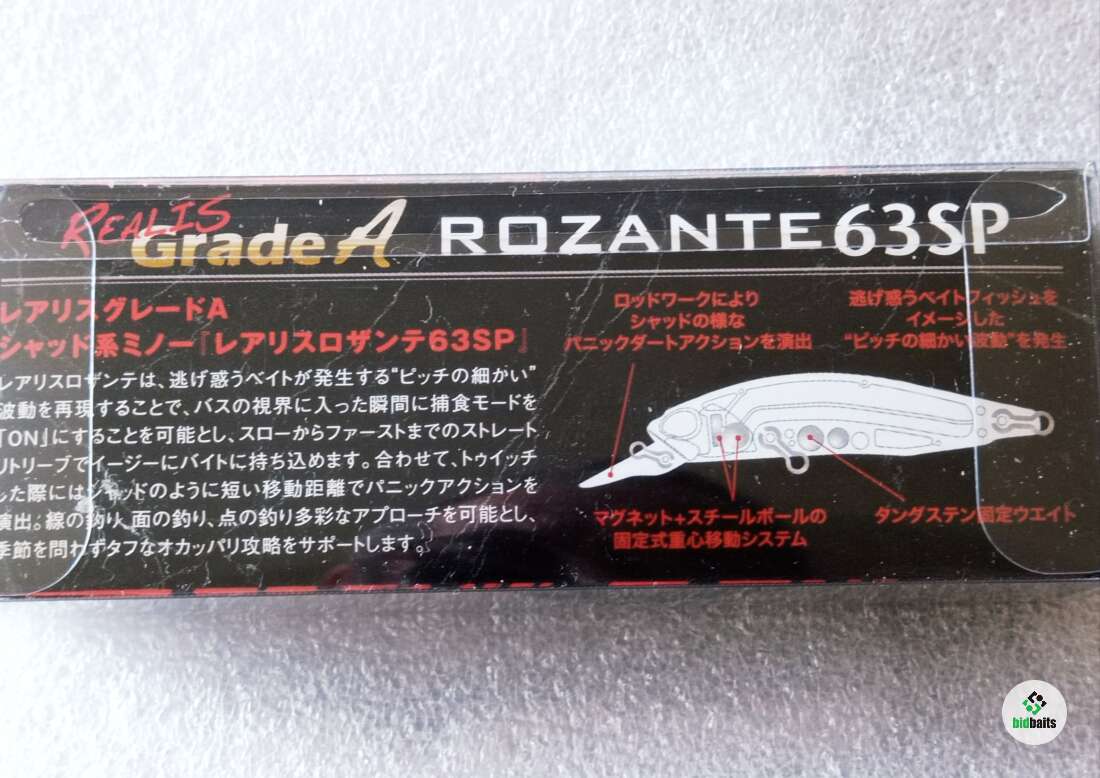 REALIS
Grade A ROZANTE 63SP
レアリスグレードA
シャッド系ミノー『レアリスロザンテ63SP』
レアリスロザンテは、逃げ惑うベイトが発生する“ピッチの細かい”
波動を再現することで、バスの視界に入った瞬間に捕食モードを
「ON」にすることを可能とし、スローからファーストまでのストレート
リトリーブでイージーにバイトに持ち込めます。合わせて、トゥイッチ
した際にはシャッドのように短い移動距離でパニックアクションを
演出。線の釣り、面の釣り、点の釣り多彩なアプローチを可能とし、
季節を問わずタフなオカッパリ攻略をサポートします。
ロッドワークにより
シャッドの様な
パニックダートアクションを演出
逃げ惑うベイトフィッシュを
イメージした
“ピッチの細かい波動”を発生
マグネット+スチールボールの
固定式重心移動システム
タングステン固定ウエイト
bidbaits